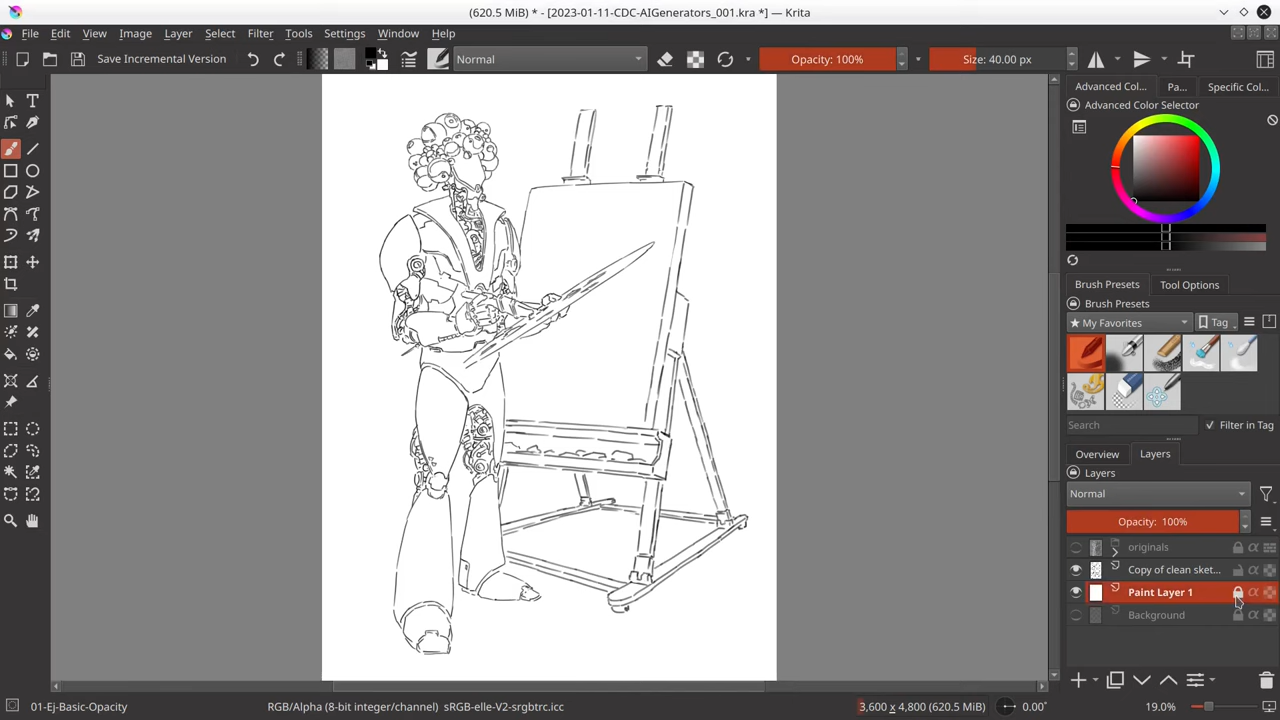 (620.5 MiB) * - [2023-01-11-CDC-AIGenerators_001.kra *] — Krita
File Edit View Image Layer Select Filter Tools Settings Window Help
Save Incremental Version Normal Opacity: 100% Size: 40.00 px
Advanced Col... Pa... Specific Col...
Advanced Color Selector
Brush Presets Tool Options
Brush Presets
★ My Favorites Tag
Search Filter in Tag
Overview Layers
Layers
Normal
Opacity: 100%
originals
Copy of clean sket...
Paint Layer 1
Background
01-Ej-Basic-Opacity RGB/Alpha (8-bit integer/channel) sRGB-elle-V2-srgbtrc.icc 3,600 x 4,800 (620.5 MiB) 0.00° 19.0%